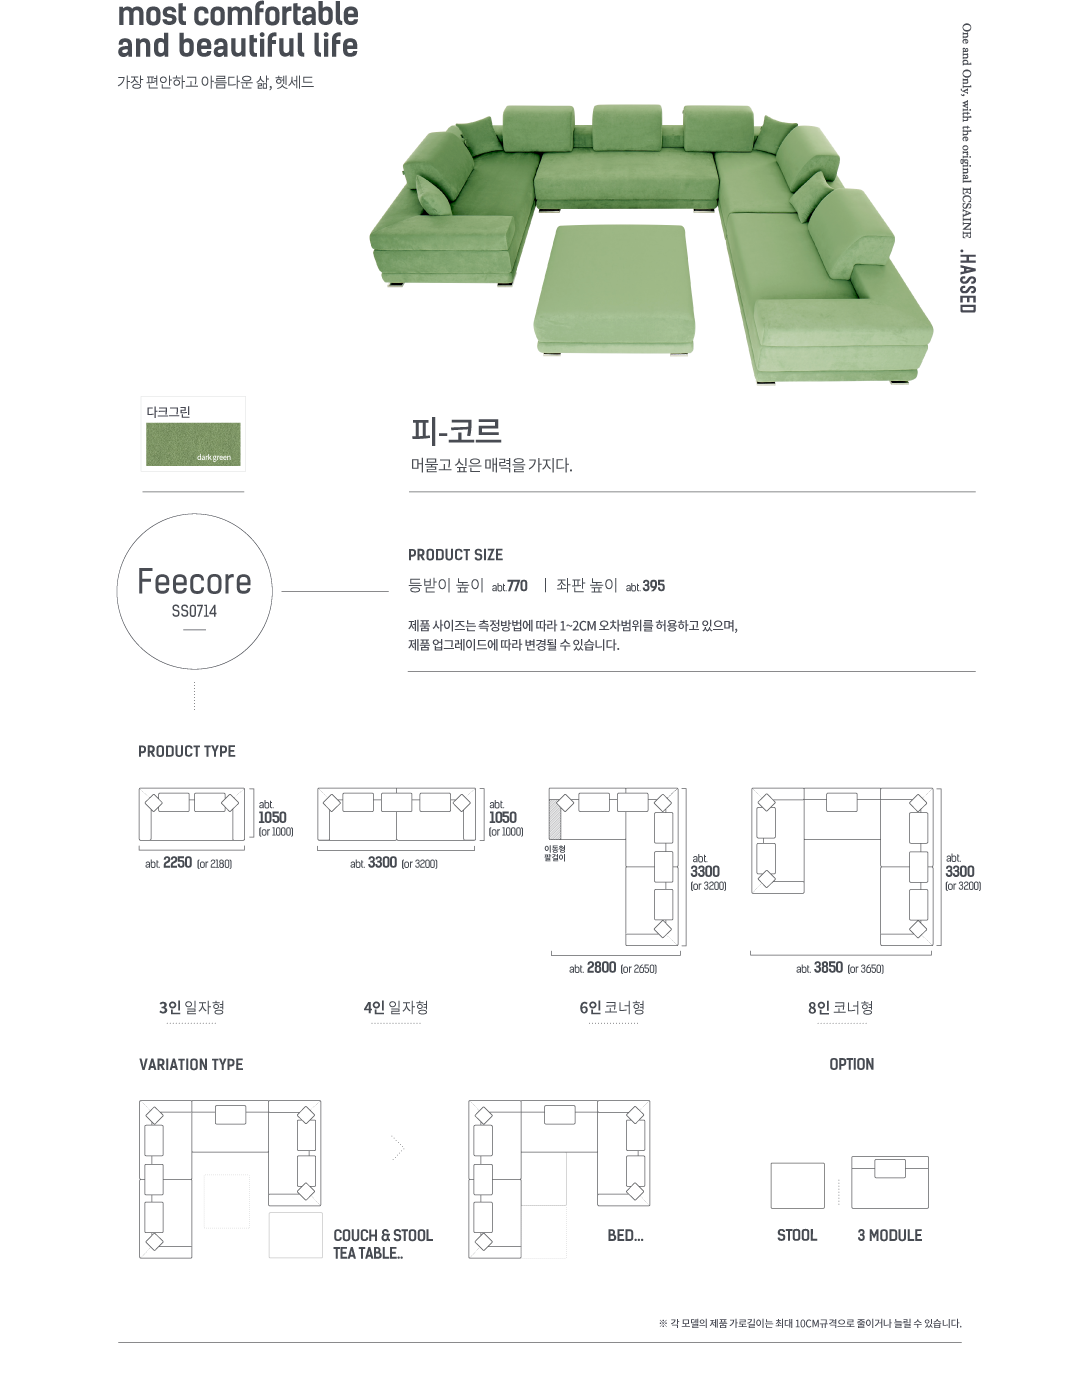 most comfortable
and beautiful life
가장 편안하고 아름다운 삶, 헷세드
One and Only, with the original ECSAINE .HASSED
다크그린
dark green
피-코르
머물고 싶은 매력을 가지다.
Feecore
SS0714
PRODUCT SIZE
등받이 높이 abt.770 | 좌판 높이 abt.395
제품 사이즈는 측정방법에 따라 1~2CM 오차범위를 허용하고 있으며,
제품 업그레이드에 따라 변경될 수 있습니다.
PRODUCT TYPE
abt.
1050
(or 1000)
abt. 2250 (or 2180)
3인 일자형
abt.
1050
(or 1000)
abt. 3300 (or 3200)
4인 일자형
이동형
팔걸이
abt.
3300
(or 3200)
abt. 2800 (or 2650)
6인 코너형
abt.
3300
(or 3200)
abt. 3850 (or 3650)
8인 코너형
VARIATION TYPE
COUCH & STOOL
TEA TABLE..
BED...
OPTION
STOOL
3 MODULE
※ 각 모델의 제품 가로길이는 최대 10CM규격으로 줄이거나 늘릴 수 있습니다.